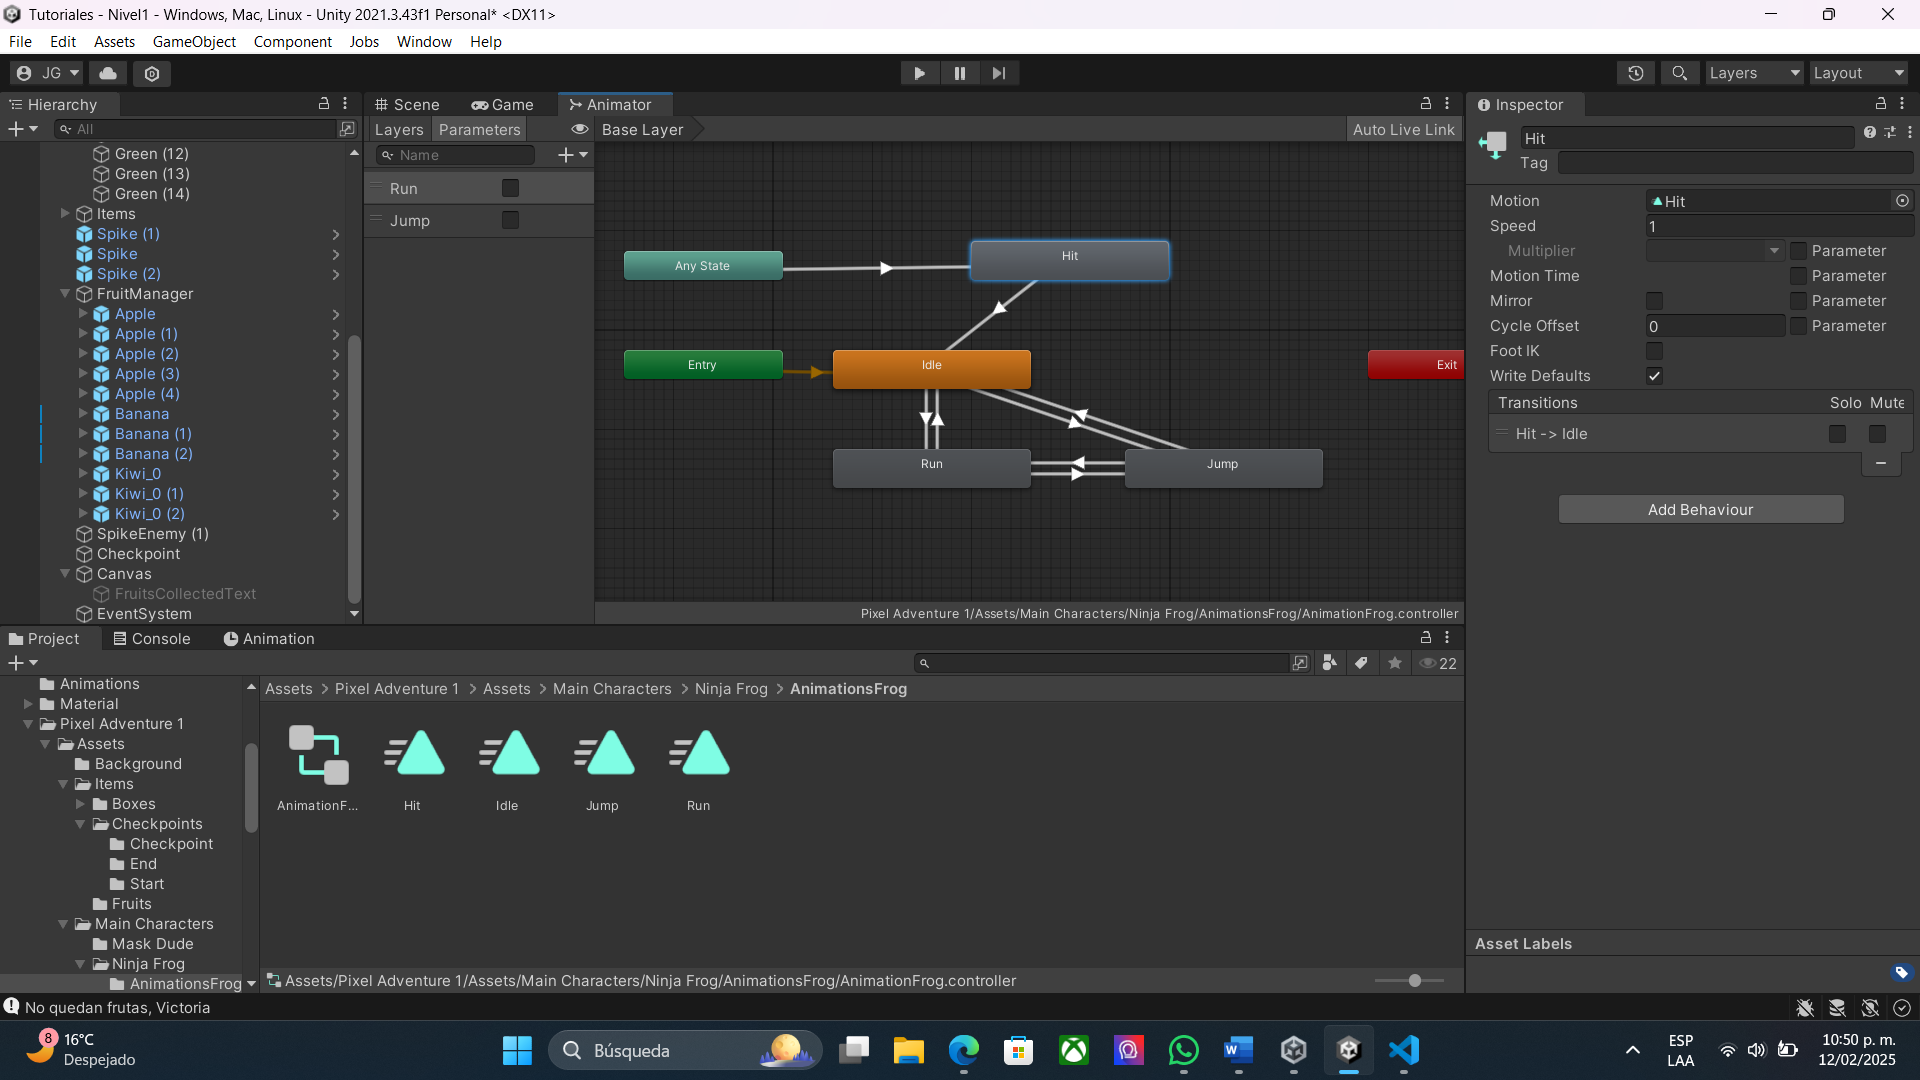 Tutoriales - Nivel1 - Windows, Mac, Linux - Unity 2021.3.43f1 Personal* <DX11>
File Edit Assets GameObject Component Jobs Window Help
JG
Layers
Layout
Hierarchy
All
Green (12)
Green (13)
Green (14)
Items
Spike (1)
Spike
Spike (2)
FruitManager
Apple
Apple (1)
Apple (2)
Apple (3)
Apple (4)
Banana
Banana (1)
Banana (2)
Kiwi_0
Kiwi_0 (1)
Kiwi_0 (2)
SpikeEnemy (1)
Checkpoint
Canvas
FruitsCollectedText
EventSystem
Scene Game Animator
Layers Parameters
Base Layer
Auto Live Link
Name
Run
Jump
Any State
Hit
Entry
Idle
Exit
Run
Jump
Pixel Adventure 1/Assets/Main Characters/Ninja Frog/AnimationsFrog/AnimationFrog.controller
Inspector
Hit
Tag
Motion Hit
Speed 1
Multiplier Parameter
Motion Time Parameter
Mirror Parameter
Cycle Offset 0 Parameter
Foot IK
Write Defaults
Transitions Solo Mute
Hit -> Idle
Add Behaviour
Asset Labels
Project Console Animation
22
Animations
Material
Pixel Adventure 1
Assets
Background
Items
Boxes
Checkpoints
Checkpoint
End
Start
Fruits
Main Characters
Mask Dude
Ninja Frog
AnimationsFrog
Assets > Pixel Adventure 1 > Assets > Main Characters > Ninja Frog > AnimationsFrog
AnimationF... Hit Idle Jump Run
Assets/Pixel Adventure 1/Assets/Main Characters/Ninja Frog/AnimationsFrog/AnimationFrog.controller
No quedan frutas, Victoria
8
16°C
Despejado
Búsqueda
ESP
LAA
10:50 p. m.
12/02/2025